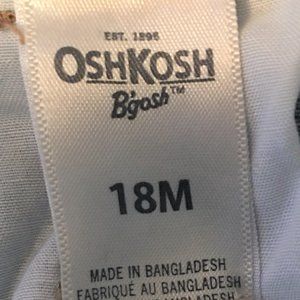 EST. 1895
OSHKOSH
B'gosh™
18M
MADE IN BANGLADESH
FABRIQUÉ AU BANGLADESH